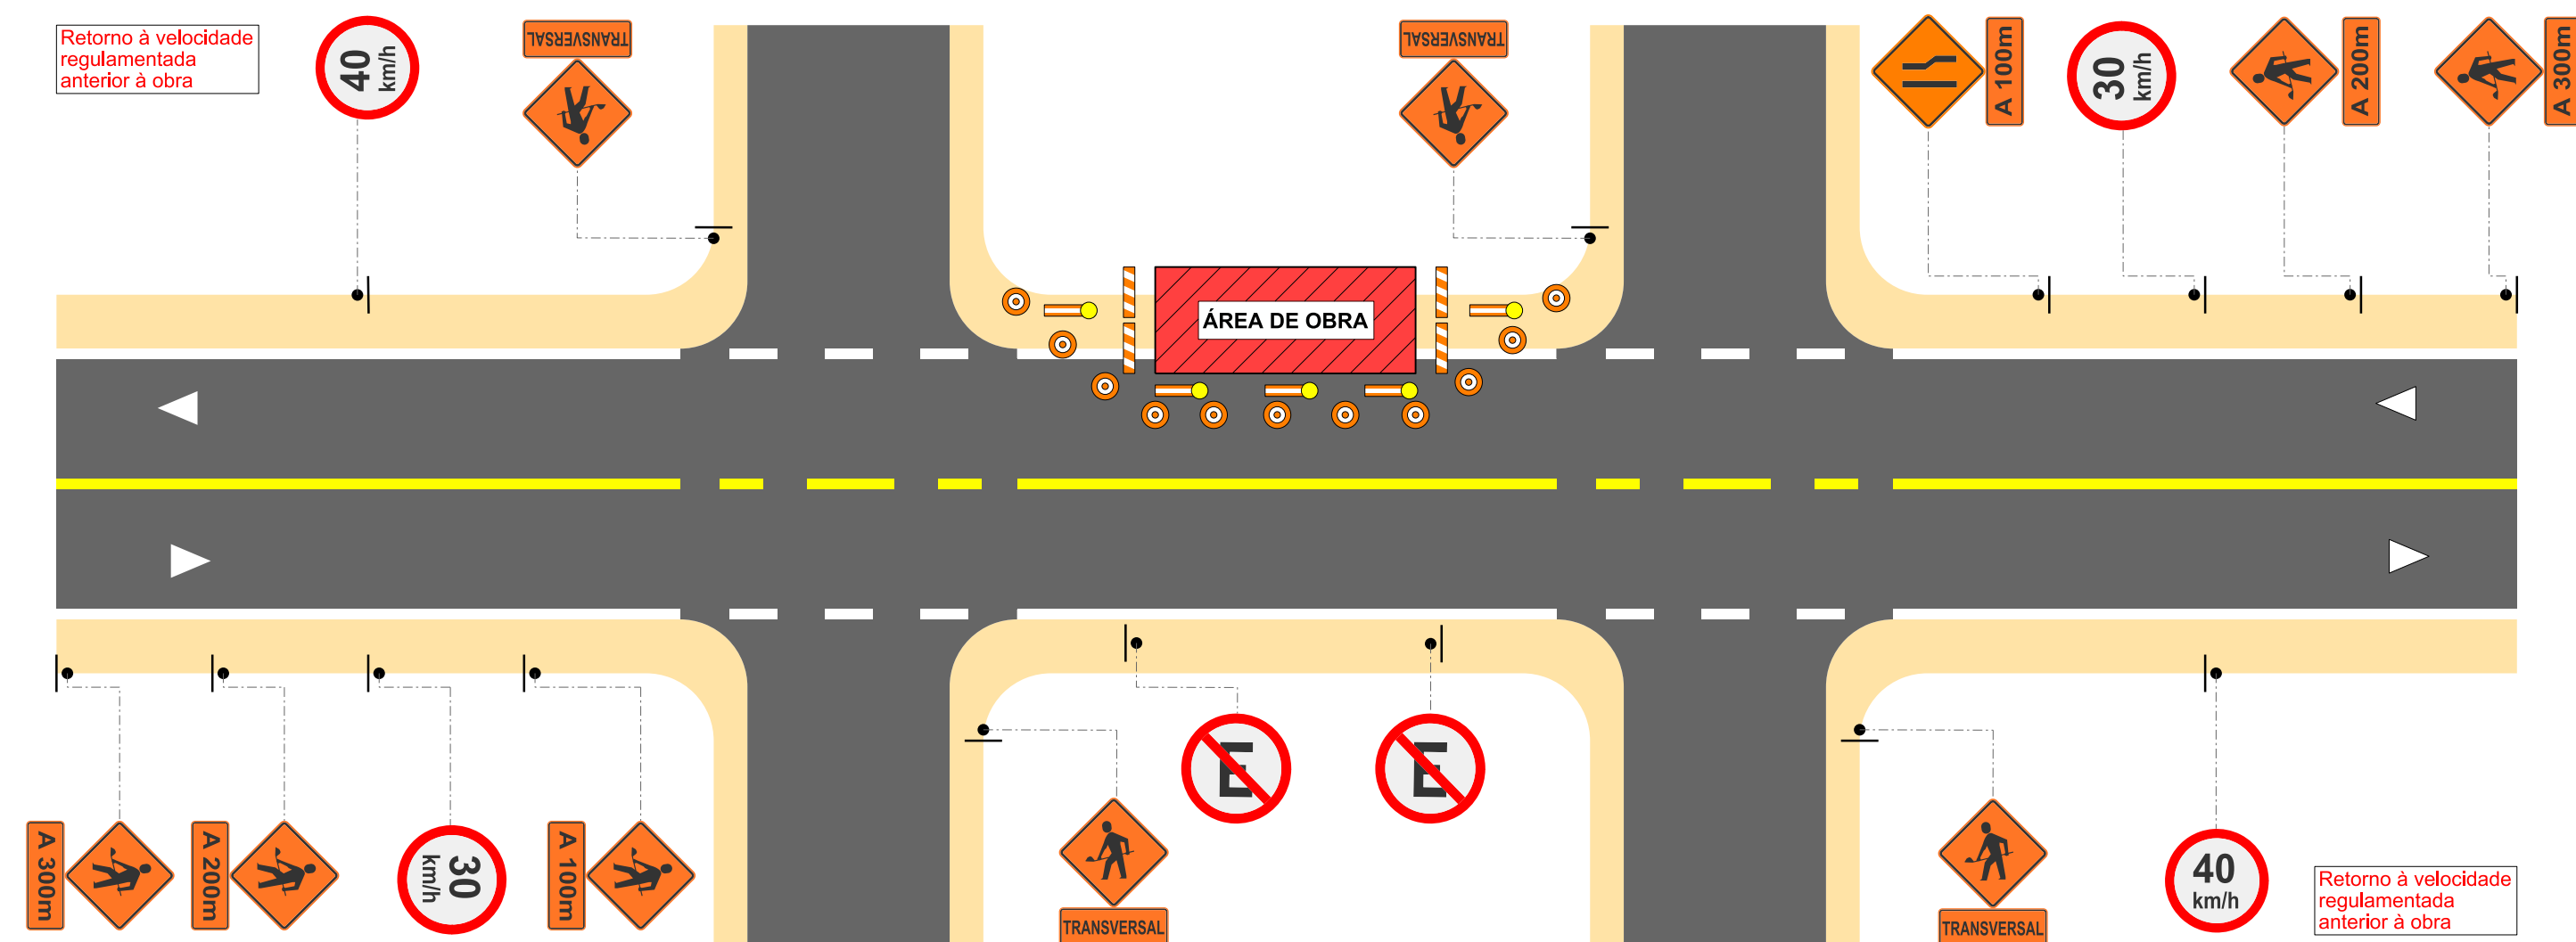 Retorno à velocidade
regulamentada
anterior à obra
40
km/h
TRANSVERSAL
TRANSVERSAL
A 100m
30
km/h
A 200m
A 300m
ÁREA DE OBRA
A 300m
A 200m
30
km/h
A 100m
TRANSVERSAL
E
E
TRANSVERSAL
40
km/h
Retorno à velocidade
regulamentada
anterior à obra